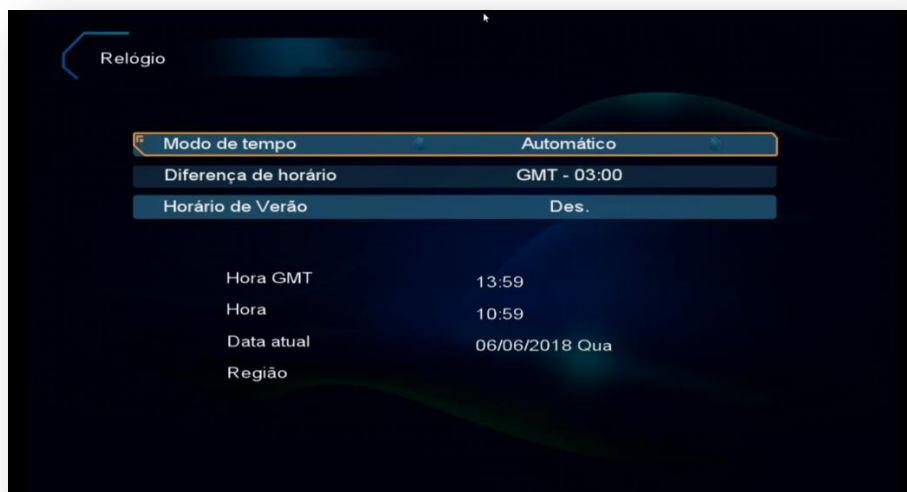 Relógio
Modo de tempo Automático
Diferença de horário GMT - 03:00
Horário de Verão Des.
Hora GMT 13:59
Hora 10:59
Data atual 06/06/2018 Qua
Região